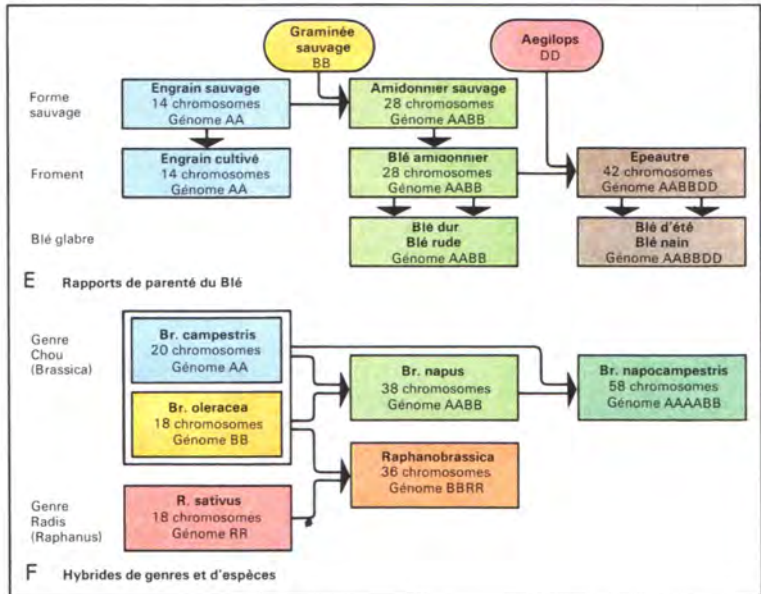 Graminée
sauvage
BB
Aegilops
DD
Forme
sauvage
Engrain sauvage
14 chromosomes
Génome AA
Amidonnier sauvage
28 chromosomes
Génome AABB
Froment
Engrain cultivé
14 chromosomes
Génome AA
Blé amidonnier
28 chromosomes
Génome AABB
Epeautre
42 chromosomes
Génome AABBDD
Blé glabre
Blé dur
Blé rude
Génome AABB
Blé d'été
Blé nain
Génome AABBDD
E Rapports de parenté du Blé
Genre
Chou
(Brassica)
Br. campestris
20 chromosomes
Génome AA
Br. oleracea
18 chromosomes
Génome BB
Br. napus
38 chromosomes
Génome AABB
Br. napocampestris
58 chromosomes
Génome AAAABB
Raphanobrassica
36 chromosomes
Génome BBRR
Genre
Radis
(Raphanus)
R. sativus
18 chromosomes
Génome RR
F Hybrides de genres et d'espèces